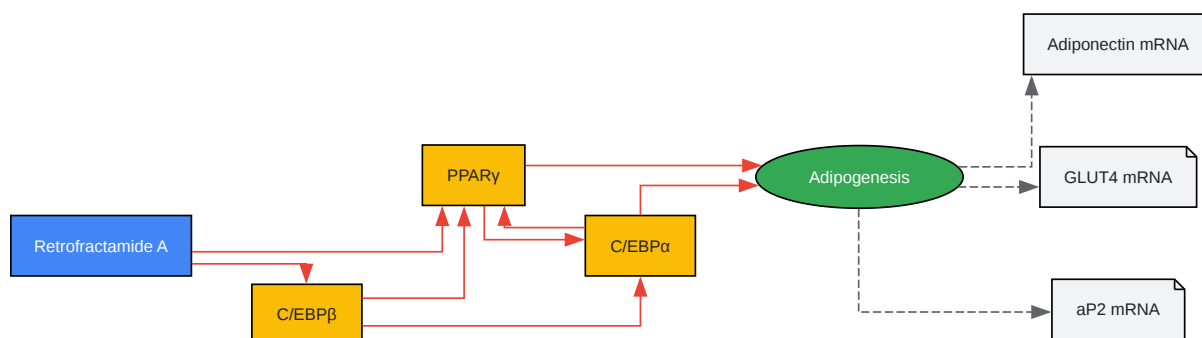 Adiponectin mRNA
PPARγ
Adipogenesis
GLUT4 mRNA
Retrofractamide A
C/EBPα
C/EBPβ
aP2 mRNA